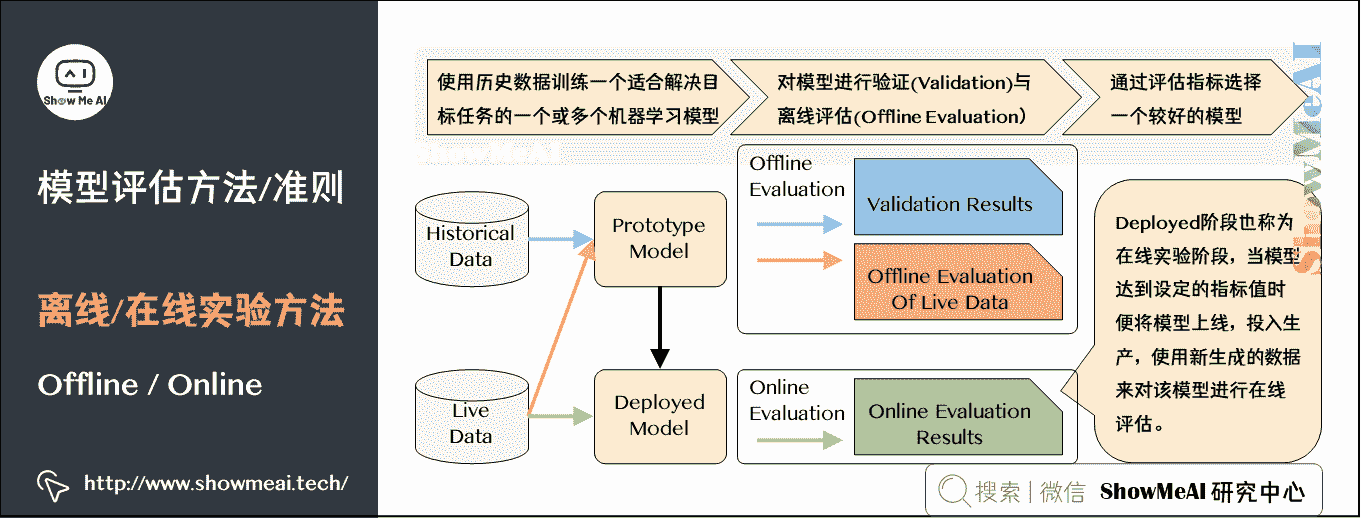 Show Me AI
模型评估方法/准则
离线/在线实验方法
Offline / Online
http://www.showmeai.tech/
使用历史数据训练一个适合解决目
标任务的一个或多个机器学习模型
对模型进行验证(Validation)与
离线评估(Offline Evaluation)
通过评估指标选择
一个较好的模型
ShowMeAI
ShowMeAI
Historical
Data
Prototype
Model
Offline
Evaluation
Validation Results
Offline Evaluation
Of Live Data
Live
Data
Deployed
Model
Online
Evaluation
Online Evaluation
Results
Deployed阶段也称为
在线实验阶段，当模型
达到设定的指标值时
便将模型上线，投入生
产，使用新生成的数据
来对该模型进行在线
评估。
搜索 | 微信 ShowMeAI 研究中心